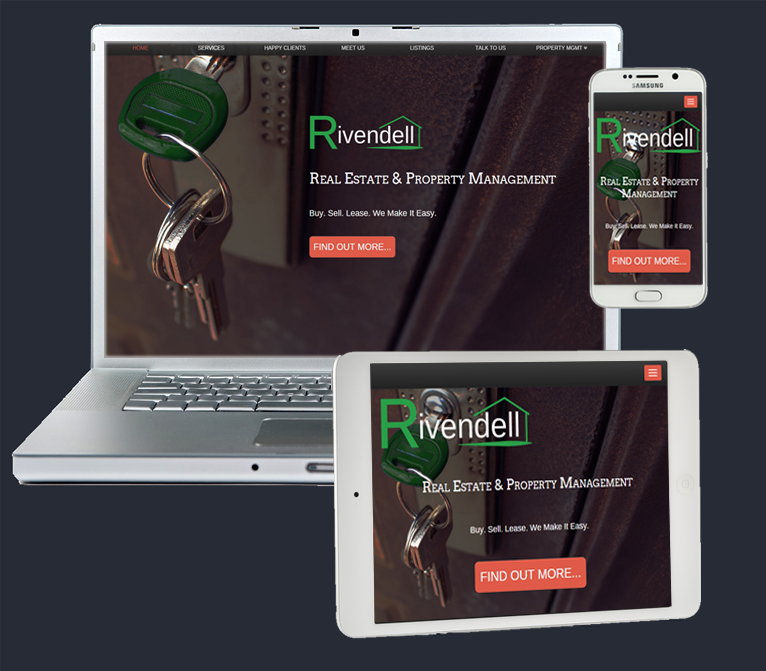 HOME SERVICES HAPPY CLIENTS MEET US LISTINGS TALK TO US PROPERTY MGMT
Rivendell
Real Estate & Property Management
Buy. Sell. Lease. We Make It Easy.
FIND OUT MORE...
SAMSUNG
Rivendell
Real Estate & Property
Management
Buy. Sell. Lease. We Make It Easy.
FIND OUT MORE...
Rivendell
Real Estate & Property Management
Buy. Sell. Lease. We Make It Easy.
FIND OUT MORE...